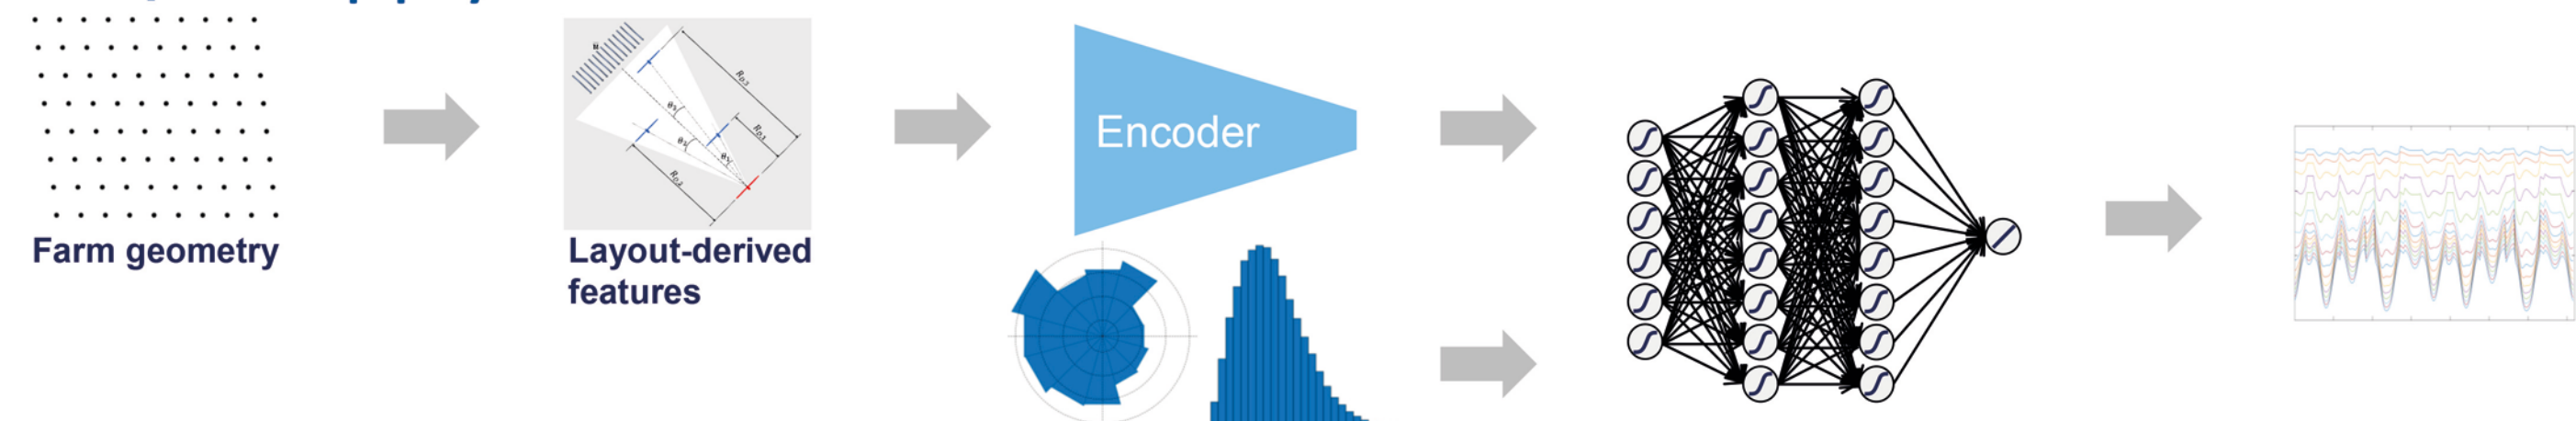 Farm geometry
Layout-derived
features
Encoder